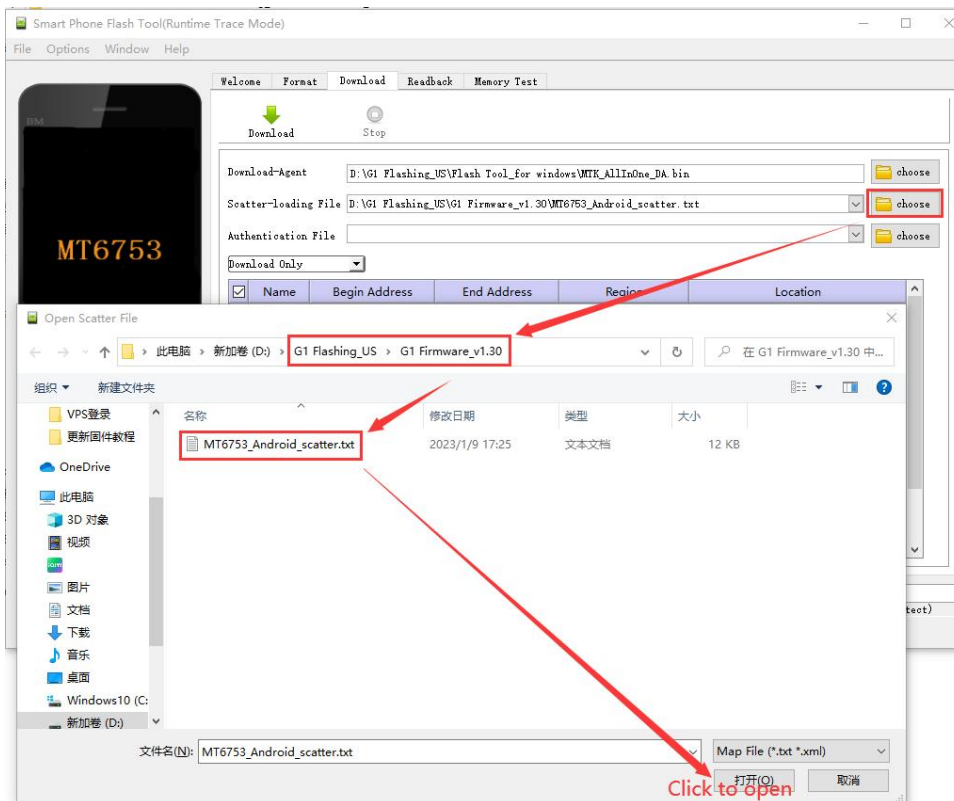 Smart Phone Flash Tool(Runtime Trace Mode)
File Options Window Help
Welcome Format Download Readback Memory Test
BM
Download Stop
Download-Agent D:\G1 Flashing_US\Flash Tool_for windows\MTK_AllInOne_DA.bin choose
Scatter-loading File D:\G1 Flashing_US\G1 Firmware_v1.30\MT6753_Android_scatter.txt choose
Authentication File choose
MT6753
Download Only
Name Begin Address End Address Region Location
Open Scatter File
此电脑 › 新加卷 (D:) › G1 Flashing_US › G1 Firmware_v1.30
在 G1 Firmware_v1.30 中...
组织 新建文件夹
名称 修改日期 类型 大小
VPS登录
更新固件教程
MT6753_Android_scatter.txt 2023/1/9 17:25 文本文档 12 KB
OneDrive
此电脑
3D 对象
视频
图片
文档
下载
音乐
桌面
Windows10 (C:
新加卷 (D:)
tect)
文件名(N): MT6753_Android_scatter.txt Map File (*.txt *.xml)
打开(O) 取消
Click to open